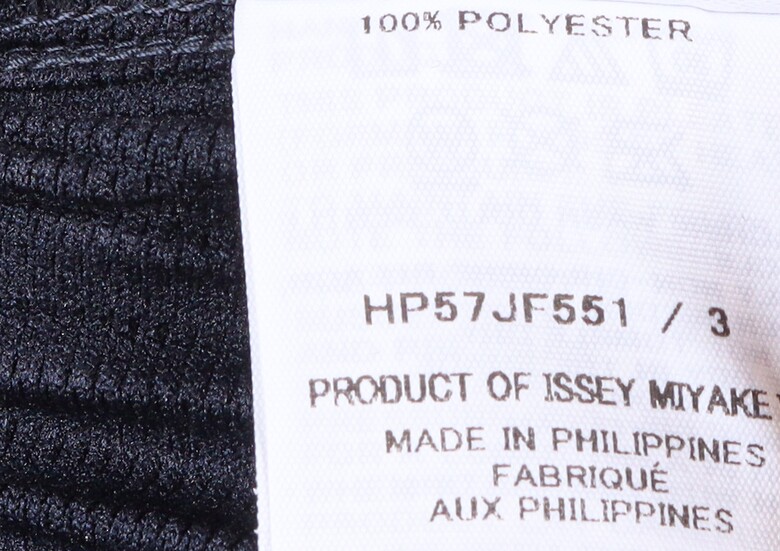 100% POLYESTER
HP57JF551 / 3
PRODUCT OF ISSEY MIYAKE
MADE IN PHILIPPINES
FABRIQUÉ
AUX PHILIPPINES